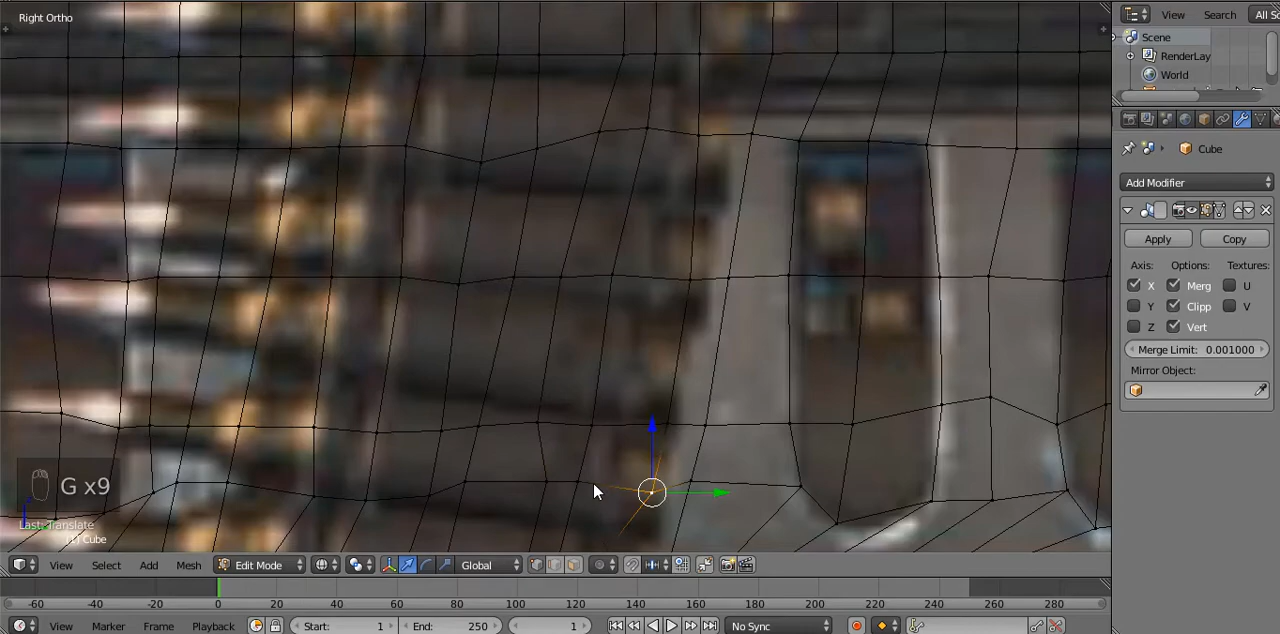 Right Ortho
View Search All Sc
Scene
RenderLay
World
Cube
Add Modifier
Apply Copy
Axis: Options: Textures:
X Merg U
Y Clipp V
Z Vert
Merge Limit: 0.001000
Mirror Object:
G x9
Last: Translate
(1) Cube
View Select Add Mesh Edit Mode Global
-60 -40 -20 0 20 40 60 80 100 120 140 160 180 200 220 240 260 280
View Marker Frame Playback Start: 1 End: 250 1 No Sync